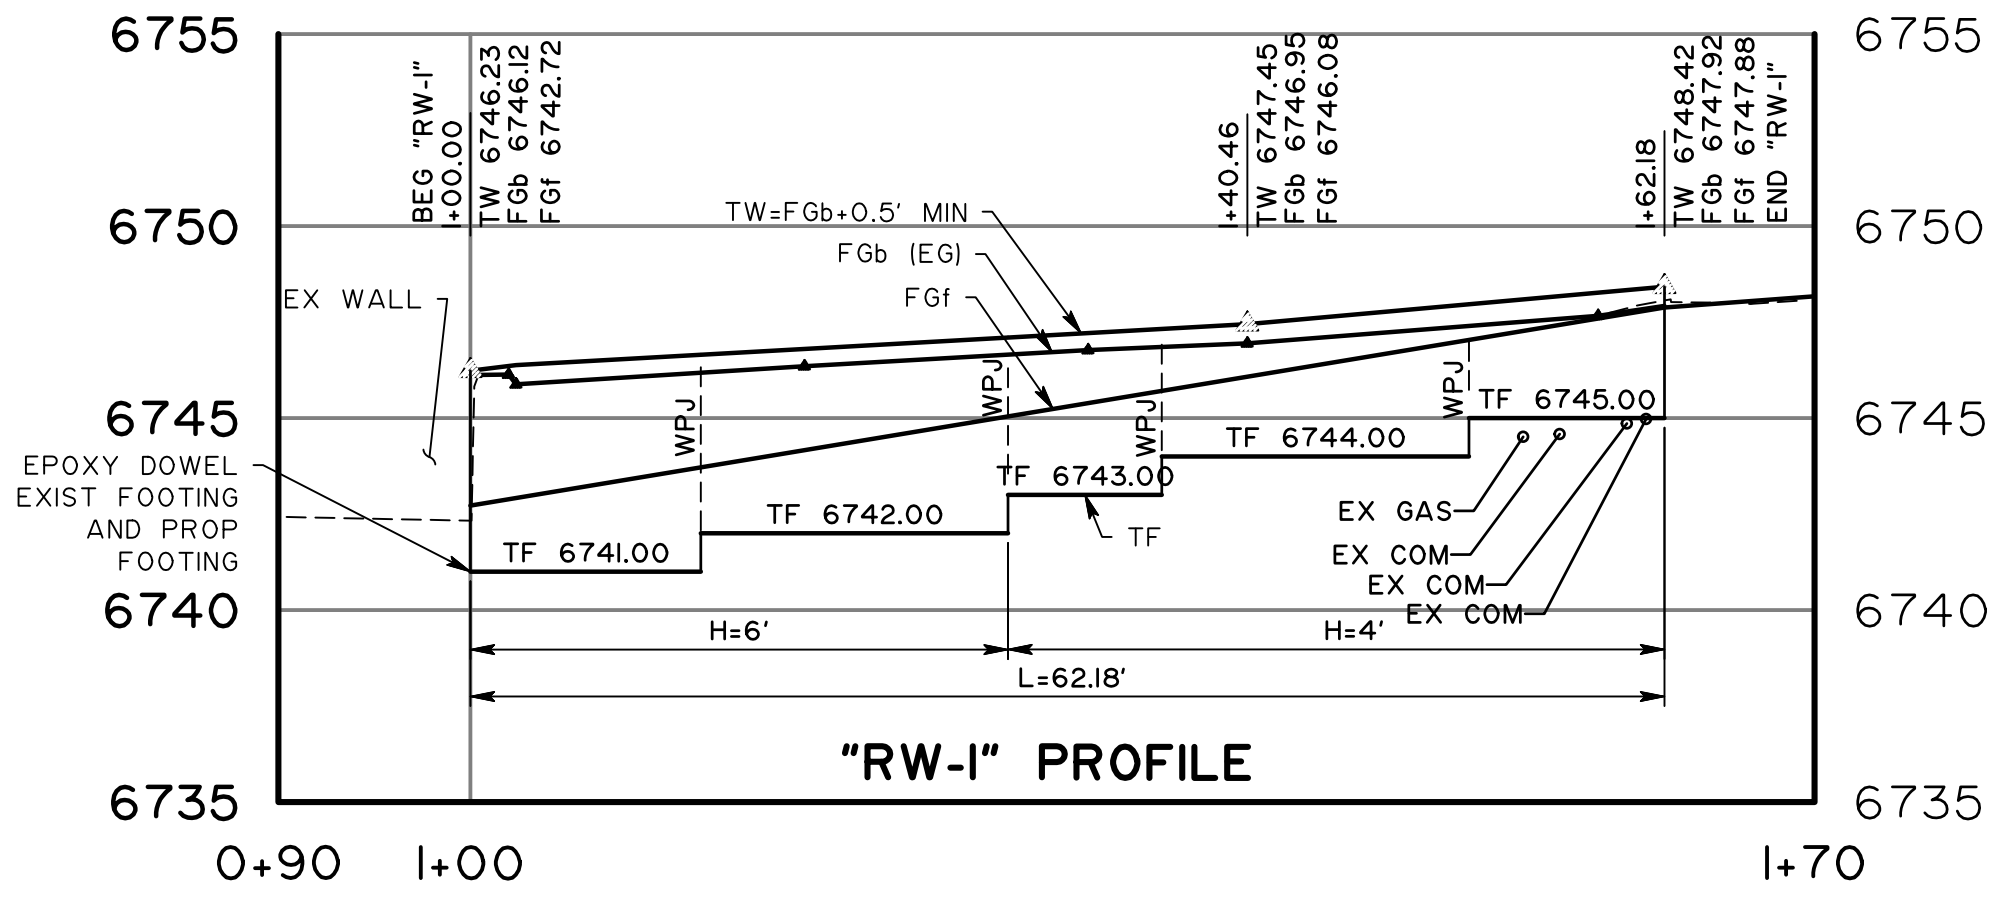 6755
6755
BEG "RW-1"
1+00.00
TW 6746.23
FGb 6746.12
FGf 6742.72
1+40.46
TW 6747.45
FGb 6746.95
FGf 6746.08
1+62.18
TW 6748.42
FGb 6747.92
FGf 6747.88
END "RW-1"
6750
6750
TW=FGb+0.5' MIN
FGb (EG)
FGf
EX WALL
6745
6745
WPJ
WPJ
WPJ
WPJ
TF 6745.00
TF 6744.00
TF 6743.00
TF 6742.00
TF 6741.00
TF
EPOXY DOWEL
EXIST FOOTING
AND PROP
FOOTING
EX GAS
EX COM
EX COM
EX COM
6740
6740
H=6'
H=4'
L=62.18'
"RW-1" PROFILE
6735
6735
0+90
1+00
1+70